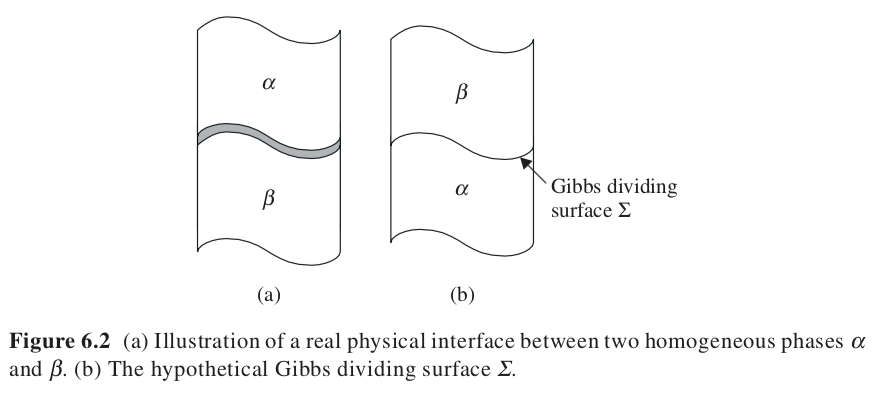 α
β
β
α
Gibbs dividing
surface Σ
(a)
(b)
Figure 6.2 (a) Illustration of a real physical interface between two homogeneous phases α
and β. (b) The hypothetical Gibbs dividing surface Σ.